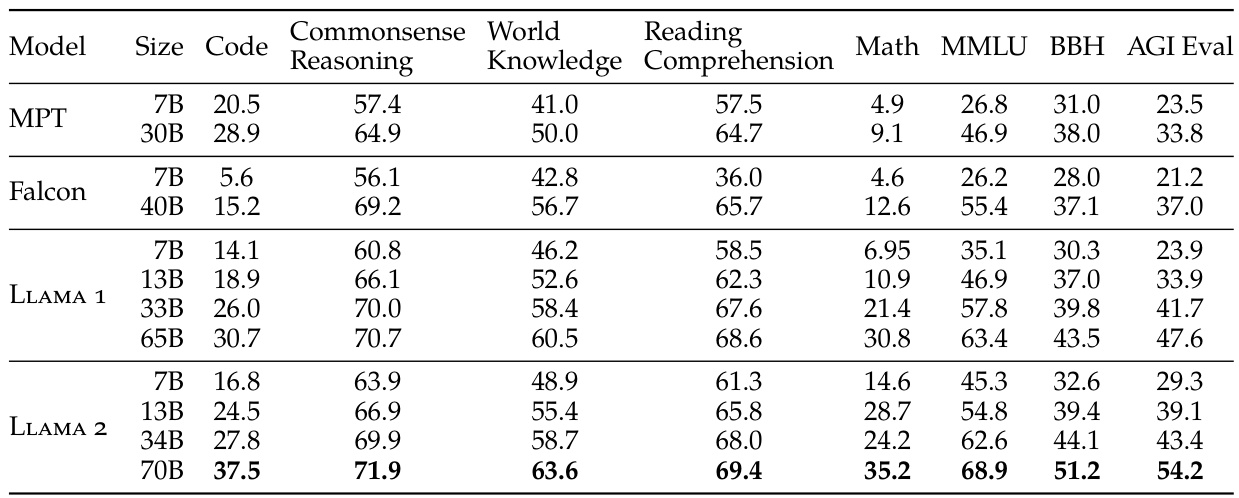 Model Size Code Commonsense Reasoning World Knowledge Reading Comprehension Math MMLU BBH AGI Eval
MPT 7B 20.5 57.4 41.0 57.5 4.9 26.8 31.0 23.5
30B 28.9 64.9 50.0 64.7 9.1 46.9 38.0 33.8
Falcon 7B 5.6 56.1 42.8 36.0 4.6 26.2 28.0 21.2
40B 15.2 69.2 56.7 65.7 12.6 55.4 37.1 37.0
Llama 1 7B 14.1 60.8 46.2 58.5 6.95 35.1 30.3 23.9
13B 18.9 66.1 52.6 62.3 10.9 46.9 37.0 33.9
33B 26.0 70.0 58.4 67.6 21.4 57.8 39.8 41.7
65B 30.7 70.7 60.5 68.6 30.8 63.4 43.5 47.6
Llama 2 7B 16.8 63.9 48.9 61.3 14.6 45.3 32.6 29.3
13B 24.5 66.9 55.4 65.8 28.7 54.8 39.4 39.1
34B 27.8 69.9 58.7 68.0 24.2 62.6 44.1 43.4
70B 37.5 71.9 63.6 69.4 35.2 68.9 51.2 54.2